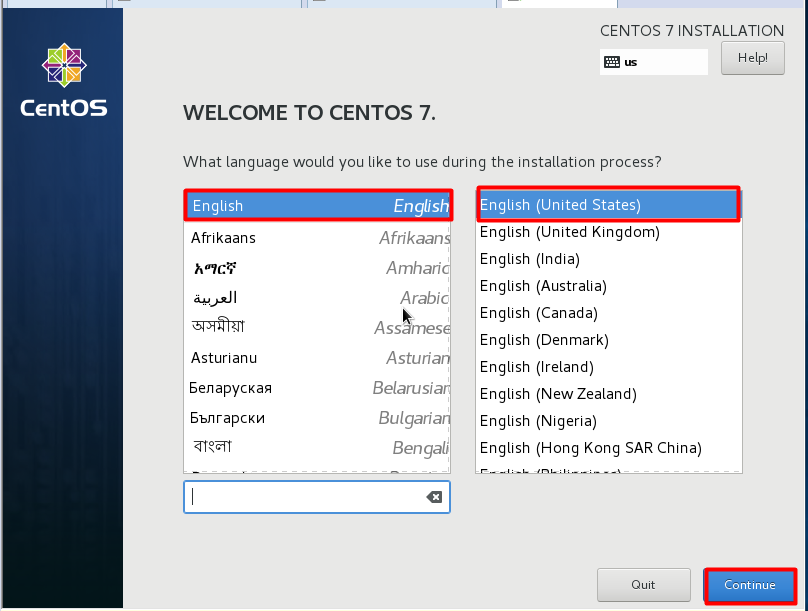 CENTOS 7 INSTALLATION
us
Help!
CentOS
WELCOME TO CENTOS 7.
What language would you like to use during the installation process?
English English
Afrikaans Afrikaans
አማርኛ Amharic
العربية Arabic
অসমীয়া Assamese
Asturianu Asturian
Беларуская Belarusian
Български Bulgarian
বাংলা Bengali
English (United States)
English (United Kingdom)
English (India)
English (Australia)
English (Canada)
English (Denmark)
English (Ireland)
English (New Zealand)
English (Nigeria)
English (Hong Kong SAR China)
English (Philippines)
Quit
Continue